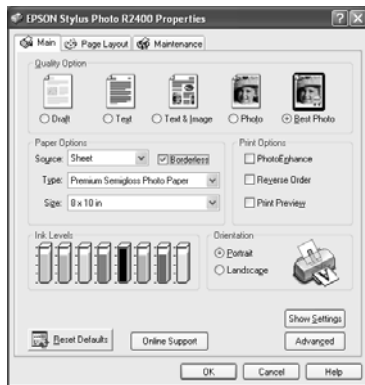 EPSON Stylus Photo R2400 Properties
Main Page Layout Maintenance
Quality Option
Draft Text Text & Image Photo Best Photo
Paper Options
Source: Sheet Borderless
Type: Premium Semigloss Photo Paper
Size: 8 x 10 in
Print Options
PhotoEnhance
Reverse Order
Print Preview
Ink Levels
Orientation
Portrait
Landscape
Show Settings
Reset Defaults Online Support Advanced
OK Cancel Help